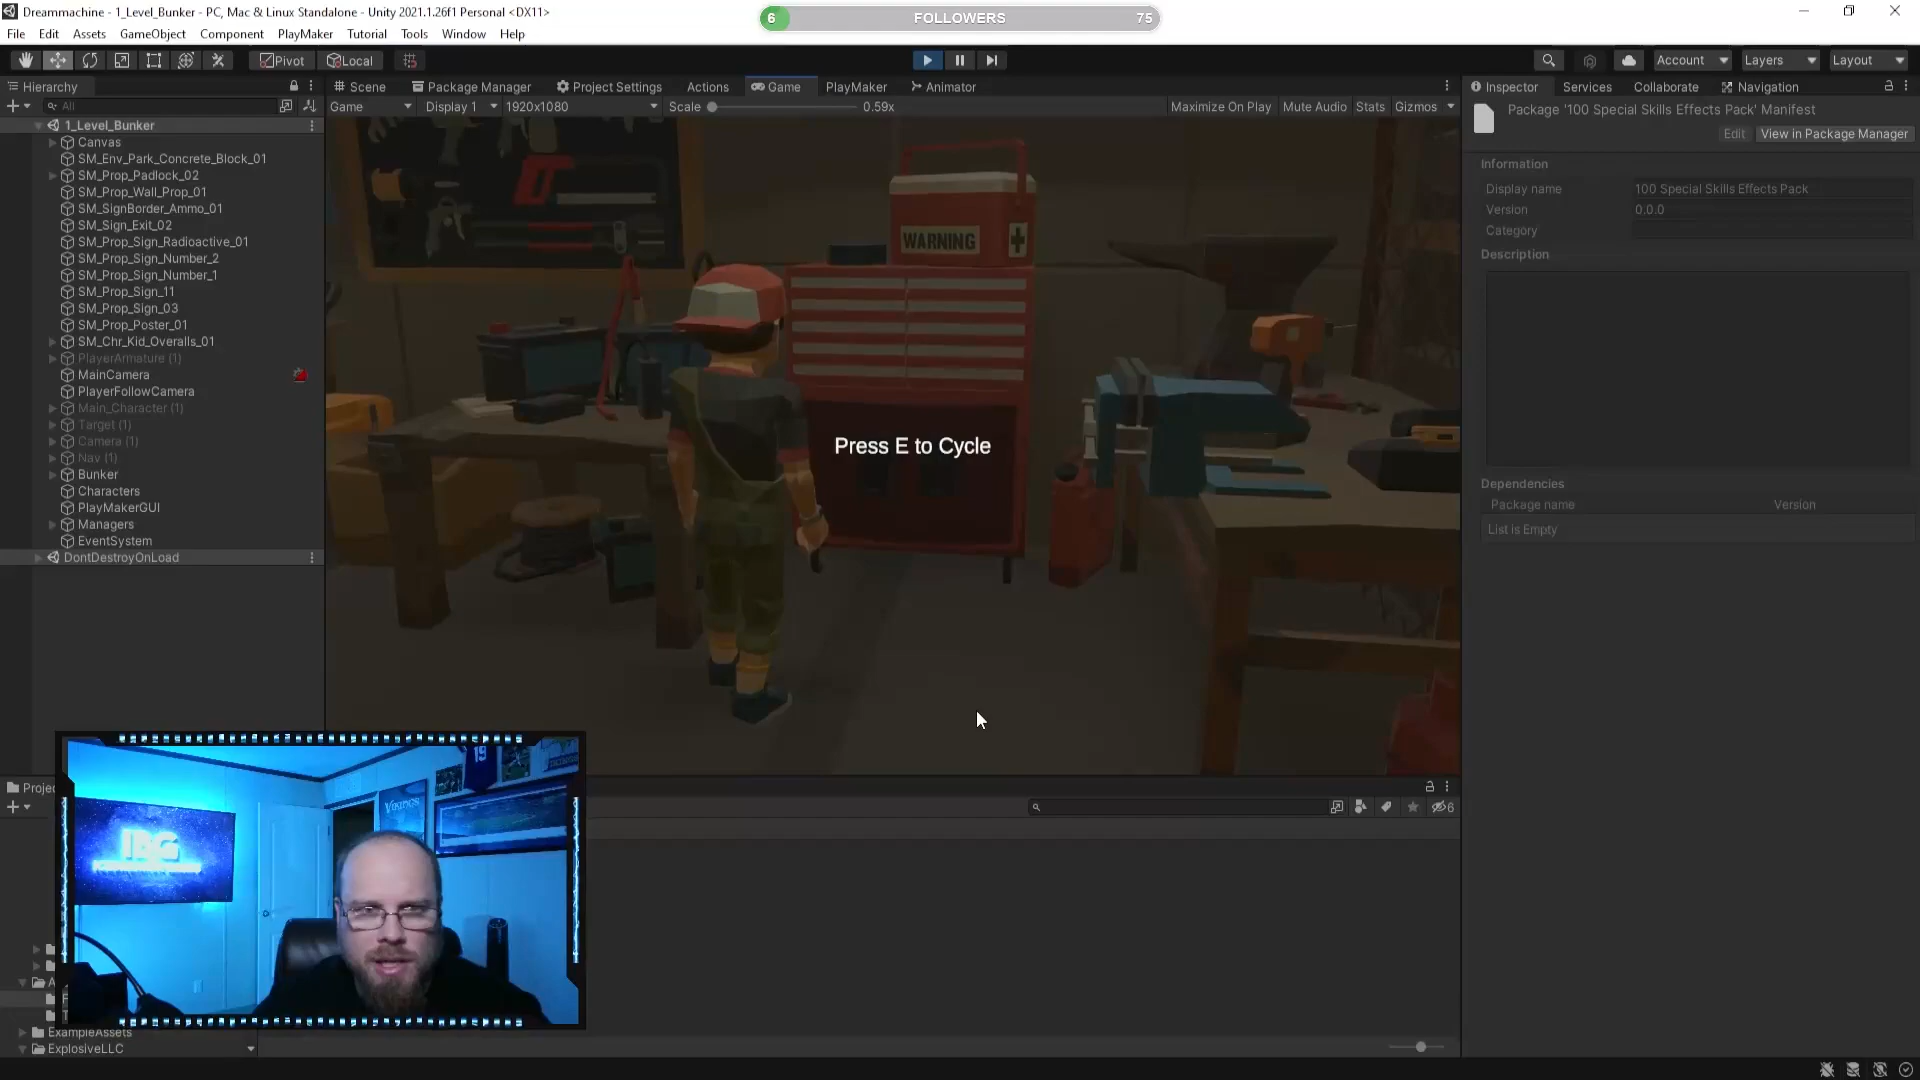 Dreammachine - 1_Level_Bunker - PC, Mac & Linux Standalone - Unity 2021.1.26f1 Personal <DX11>
6 FOLLOWERS 75
File Edit Assets GameObject Component PlayMaker Tutorial Tools Window Help
Pivot Local Account Layers Layout
Hierarchy Scene Package Manager Project Settings Actions Game PlayMaker Animator Inspector Services Collaborate Navigation
All Game Display 1 1920x1080 Scale 0.59x Maximize On Play Mute Audio Stats Gizmos
Package '100 Special Skills Effects Pack' Manifest
Edit View in Package Manager
1_Level_Bunker
Canvas
SM_Env_Park_Concrete_Block_01
SM_Prop_Padlock_02
SM_Prop_Wall_Prop_01
SM_SignBorder_Ammo_01
SM_Sign_Exit_02
SM_Prop_Sign_Radioactive_01
SM_Prop_Sign_Number_2
SM_Prop_Sign_Number_1
SM_Prop_Sign_11
SM_Prop_Sign_03
SM_Prop_Poster_01
SM_Chr_Kid_Overalls_01
PlayerArmature (1)
MainCamera
PlayerFollowCamera
Main_Character (1)
Target (1)
Camera (1)
Nav (1)
Bunker
Characters
PlayMakerGUI
Managers
EventSystem
DontDestroyOnLoad
WARNING
Press E to Cycle
Information
Display name 100 Special Skills Effects Pack
Version 0.0.0
Category
Description
Dependencies
Package name Version
List is Empty
Projec
6
19
VIKINGS
IBG
A
ExampleAssets
ExplosiveLLC